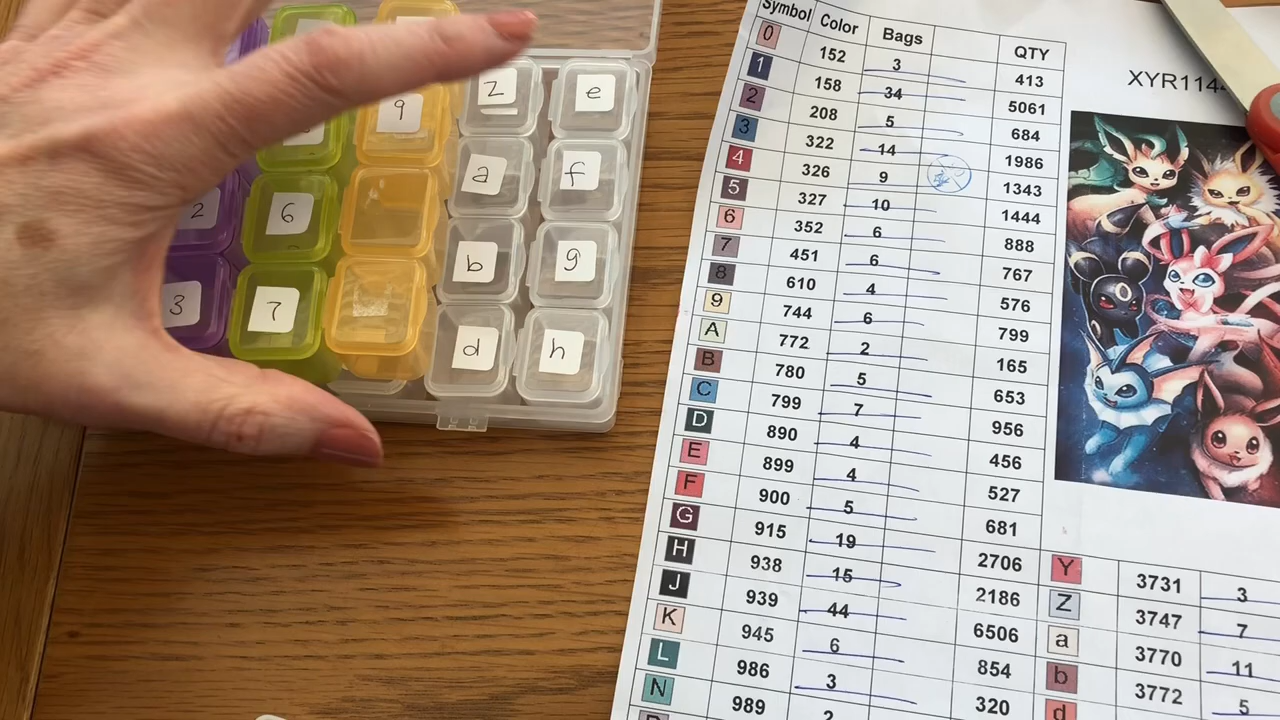 z e
9
a f
2 6
b g
3 7
d h
Symbol Color Bags QTY
0 152 3 413
1 158 34 5061
2 208 5 684
3 322 14 1986
4 326 9 1343
5 327 10 1444
6 352 6 888
7 451 6 767
8 610 4 576
9 744 6 799
A 772 2 165
B 780 5 653
C 799 7 956
D 890 4 456
E 899 4 527
F 900 5 681
G 915 19 2706
H 938 15 2186
J 939 44 6506
K 945 6 854
L 986 3 320
N 989 2
XYR114
Y 3731 3
Z 3747 7
a 3770 11
b 3772 5
d